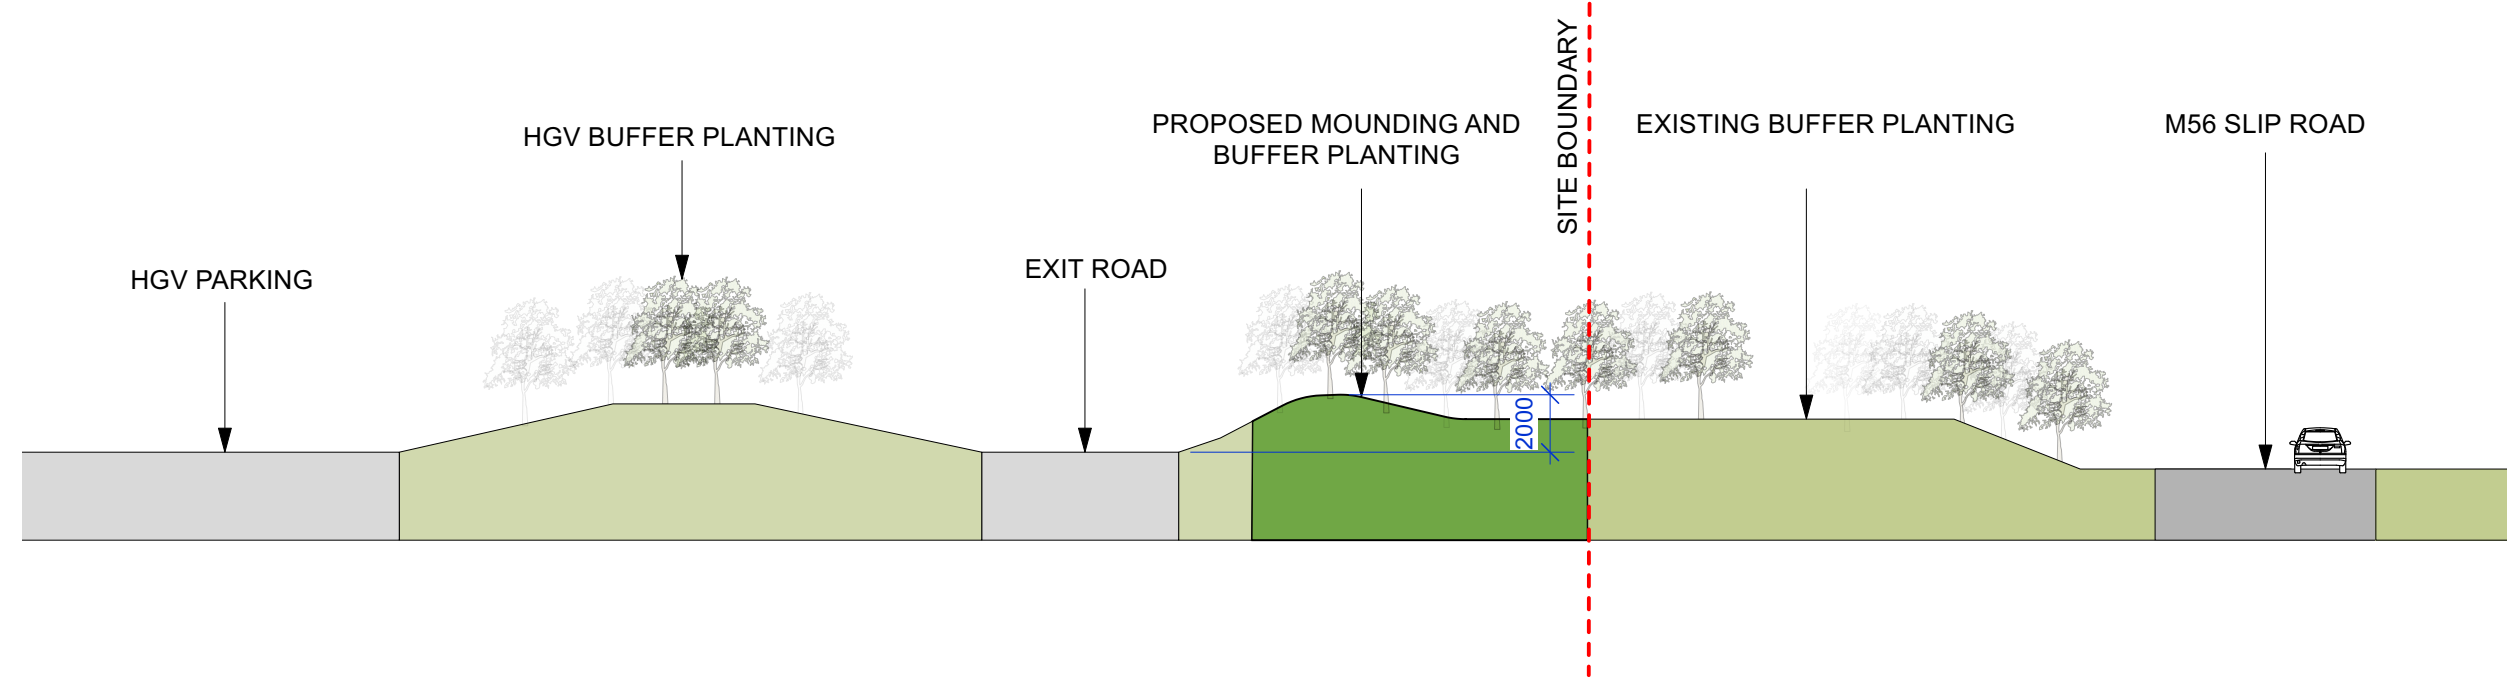 HGV PARKING
HGV BUFFER PLANTING
EXIT ROAD
PROPOSED MOUNDING AND
BUFFER PLANTING
2000
SITE BOUNDARY
EXISTING BUFFER PLANTING
M56 SLIP ROAD